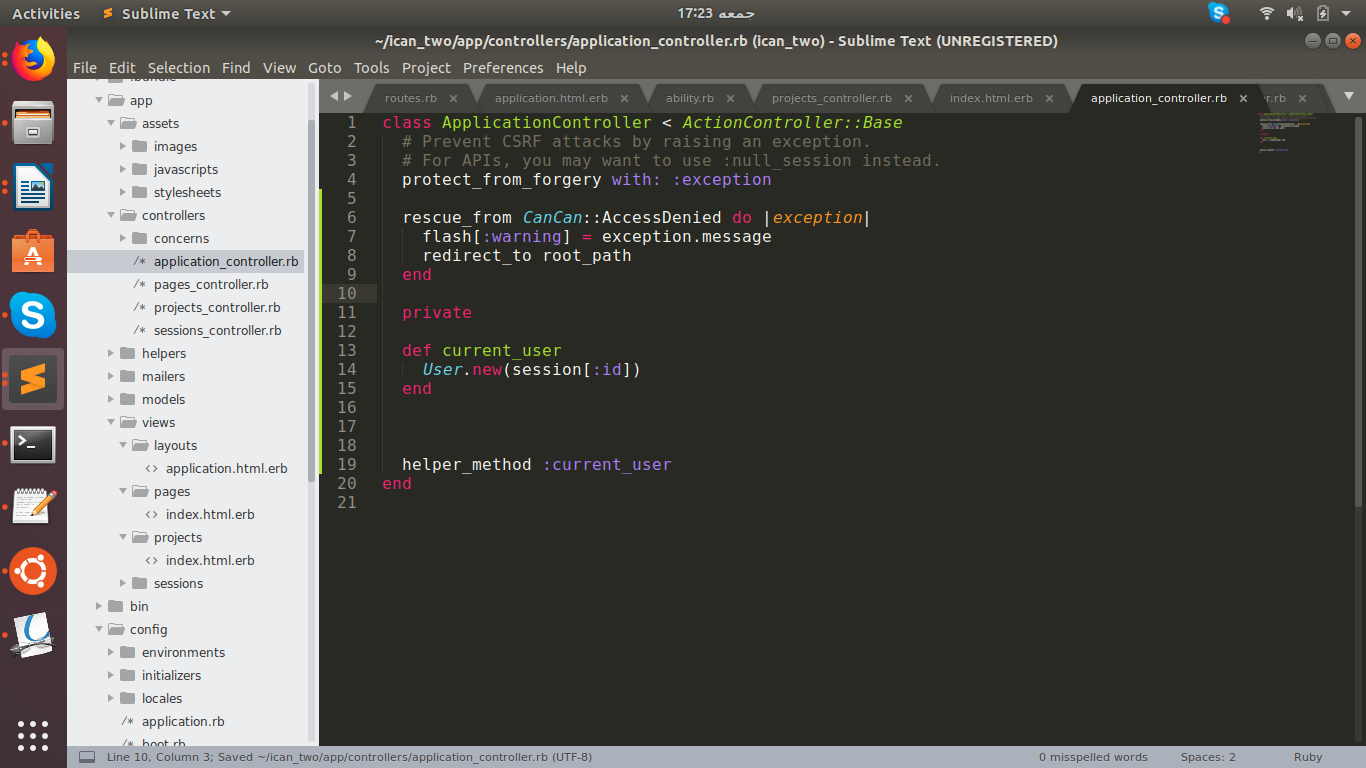 Activities Sublime Text جمعه 17:23
~/ican_two/app/controllers/application_controller.rb (ican_two) - Sublime Text (UNREGISTERED)
File Edit Selection Find View Goto Tools Project Preferences Help
.bundle
app
assets
images
javascripts
stylesheets
controllers
concerns
/* application_controller.rb
/* pages_controller.rb
/* projects_controller.rb
/* sessions_controller.rb
helpers
mailers
models
views
layouts
<> application.html.erb
pages
<> index.html.erb
projects
<> index.html.erb
sessions
bin
config
environments
initializers
locales
/* application.rb
/* boot.rb
routes.rb × application.html.erb × ability.rb × projects_controller.rb × index.html.erb × application_controller.rb × r.rb ×
1 class ApplicationController < ActionController::Base
2 # Prevent CSRF attacks by raising an exception.
3 # For APIs, you may want to use :null_session instead.
4 protect_from_forgery with: :exception
5
6 rescue_from CanCan::AccessDenied do |exception|
7 flash[:warning] = exception.message
8 redirect_to root_path
9 end
10
11 private
12
13 def current_user
14 User.new(session[:id])
15 end
16
17
18
19 helper_method :current_user
20 end
21
Line 10, Column 3; Saved ~/ican_two/app/controllers/application_controller.rb (UTF-8) 0 misspelled words Spaces: 2 Ruby